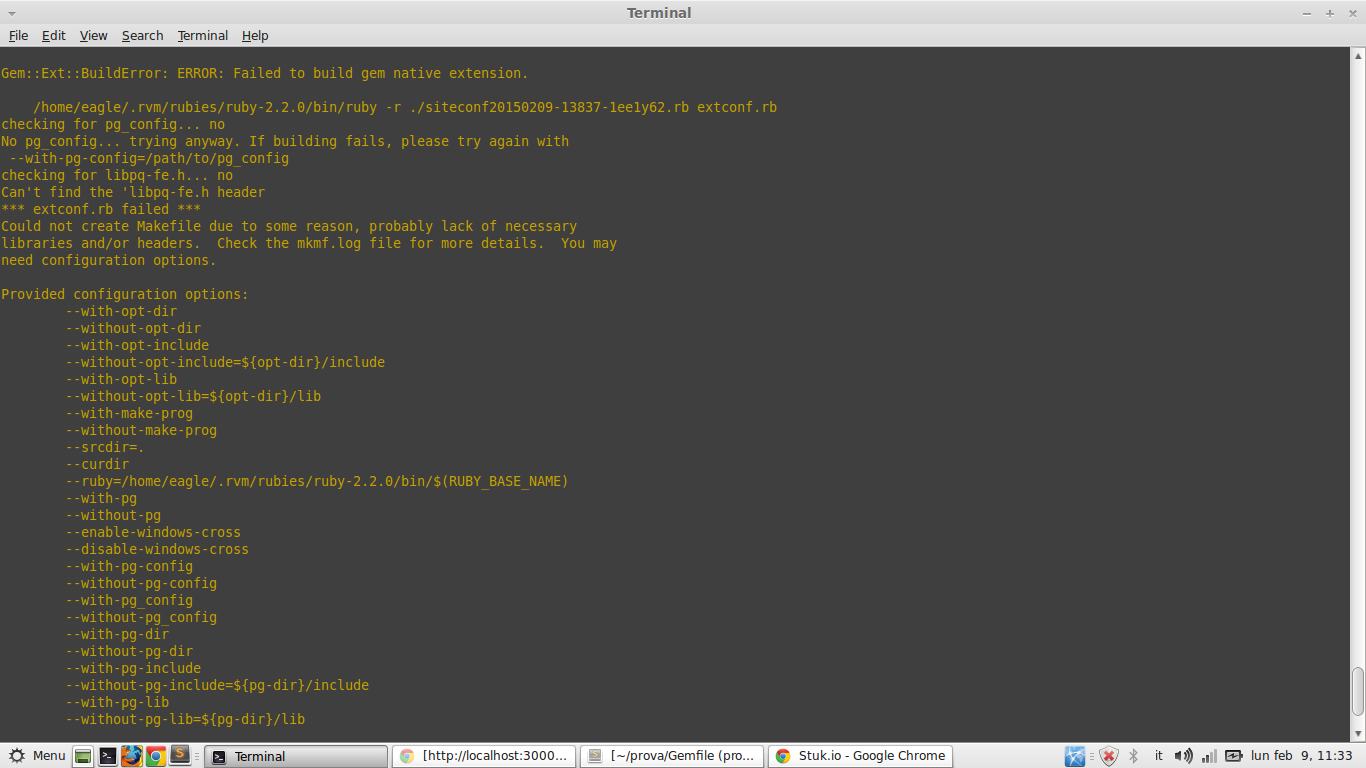 Terminal
File Edit View Search Terminal Help
Gem::Ext::BuildError: ERROR: Failed to build gem native extension.
/home/eagle/.rvm/rubies/ruby-2.2.0/bin/ruby -r ./siteconf20150209-13837-1ee1y62.rb extconf.rb
checking for pg_config... no
No pg_config... trying anyway. If building fails, please try again with
--with-pg-config=/path/to/pg_config
checking for libpq-fe.h... no
Can't find the 'libpq-fe.h header
*** extconf.rb failed ***
Could not create Makefile due to some reason, probably lack of necessary
libraries and/or headers.  Check the mkmf.log file for more details.  You may
need configuration options.
Provided configuration options:
--with-opt-dir
--without-opt-dir
--with-opt-include
--without-opt-include=${opt-dir}/include
--with-opt-lib
--without-opt-lib=${opt-dir}/lib
--with-make-prog
--without-make-prog
--srcdir=.
--curdir
--ruby=/home/eagle/.rvm/rubies/ruby-2.2.0/bin/$(RUBY_BASE_NAME)
--with-pg
--without-pg
--enable-windows-cross
--disable-windows-cross
--with-pg-config
--without-pg-config
--with-pg_config
--without-pg_config
--with-pg-dir
--without-pg-dir
--with-pg-include
--without-pg-include=${pg-dir}/include
--with-pg-lib
--without-pg-lib=${pg-dir}/lib
Menu Terminal [http://localhost:3000... [~/prova/Gemfile (pro... Stuk.io - Google Chrome it lun feb  9, 11:33